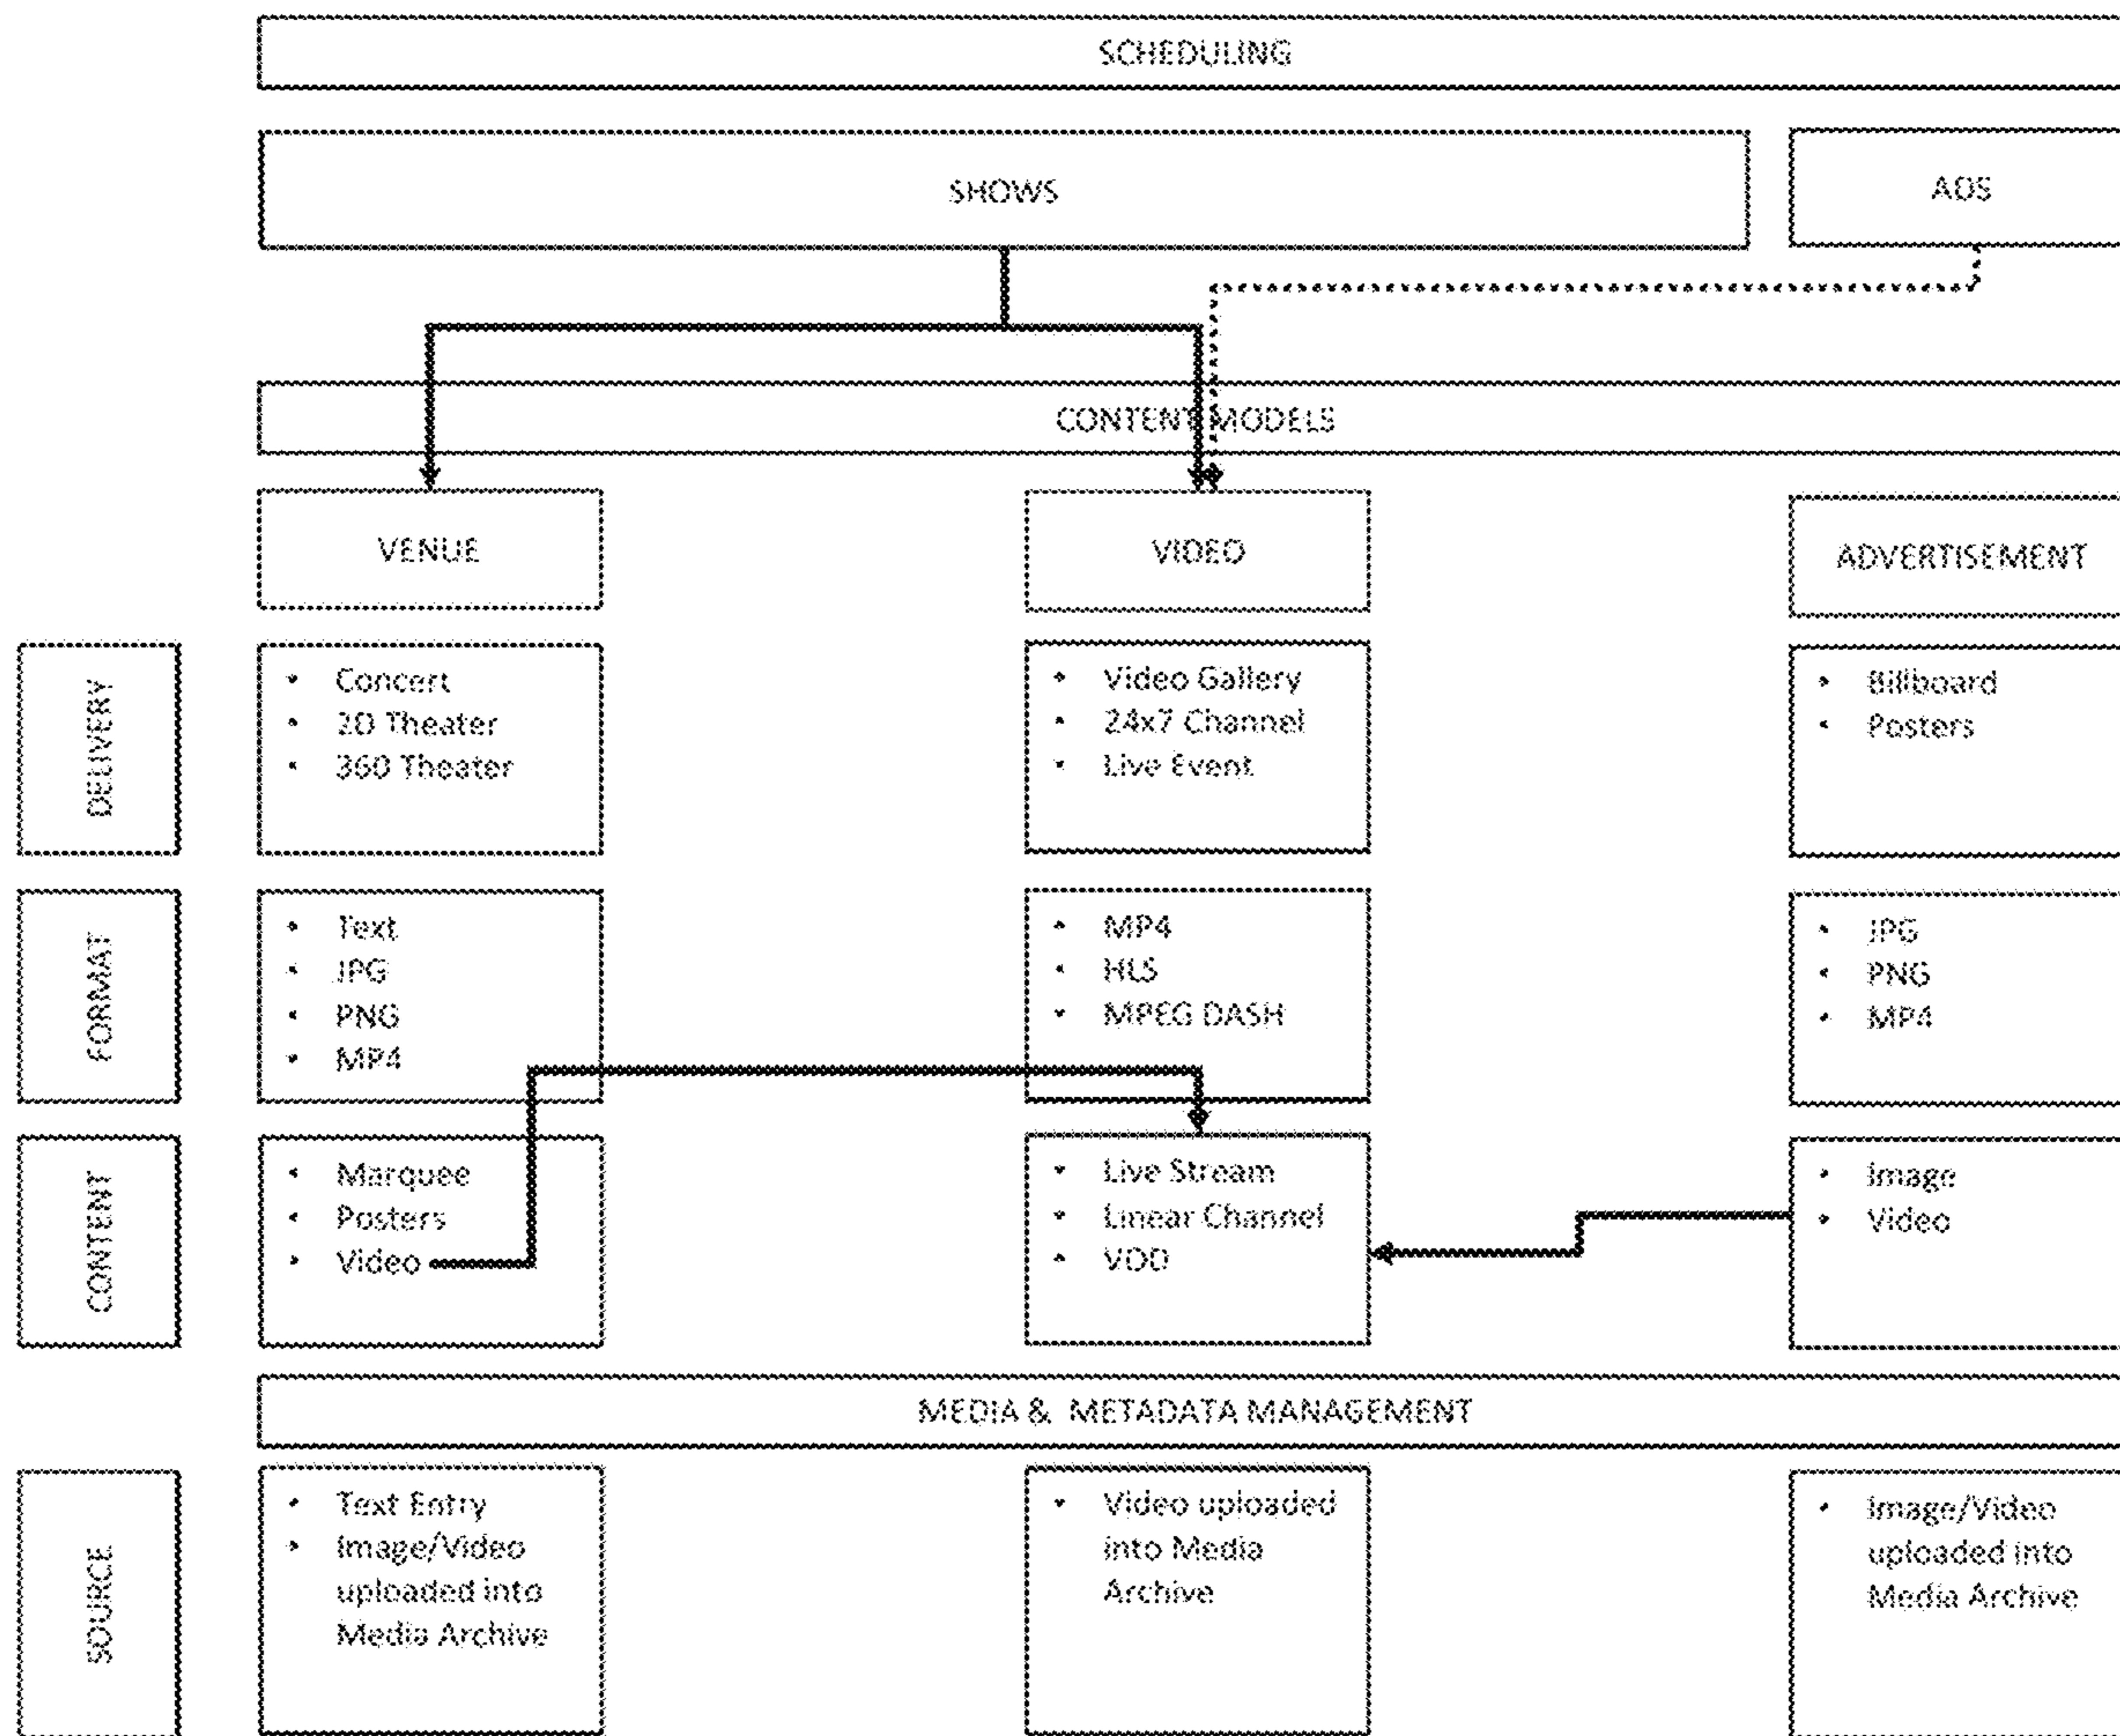 SCHEDULING
SHOWS
ADS
CONTENT MODELS
VENUE
VIDEO
ADVERTISEMENT
DELIVERY
• Concert
• 2D Theater
• 360 Theater
• Video Gallery
• 24x7 Channel
• Live Event
• Billboard
• Posters
FORMAT
• Text
• JPG
• PNG
• MP4
• MP4
• HLS
• MPEG DASH
• JPG
• PNG
• MP4
CONTENT
• Marquee
• Posters
• Video
• Live Stream
• Linear Channel
• VOD
• Image
• Video
MEDIA & METADATA MANAGEMENT
SOURCE
• Text Entry
• Image/Video
uploaded into
Media Archive
• Video uploaded
into Media
Archive
• Image/Video
uploaded into
Media Archive